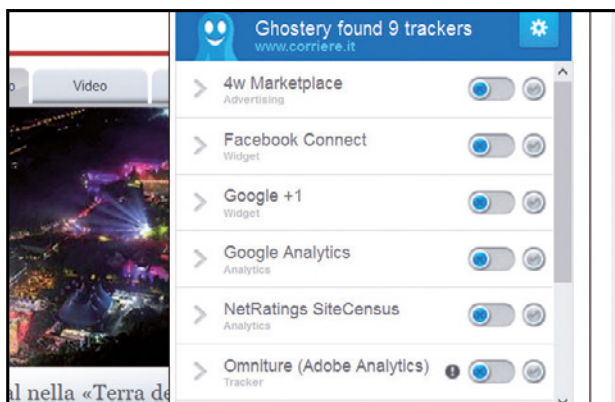 Ghostery found 9 trackers
www.corriere.it
Video
4w Marketplace
Advertising
Facebook Connect
Widget
Google +1
Widget
Google Analytics
Analytics
NetRatings SiteCensus
Analytics
Omniture (Adobe Analytics)
Tracker
al nella «Terra de